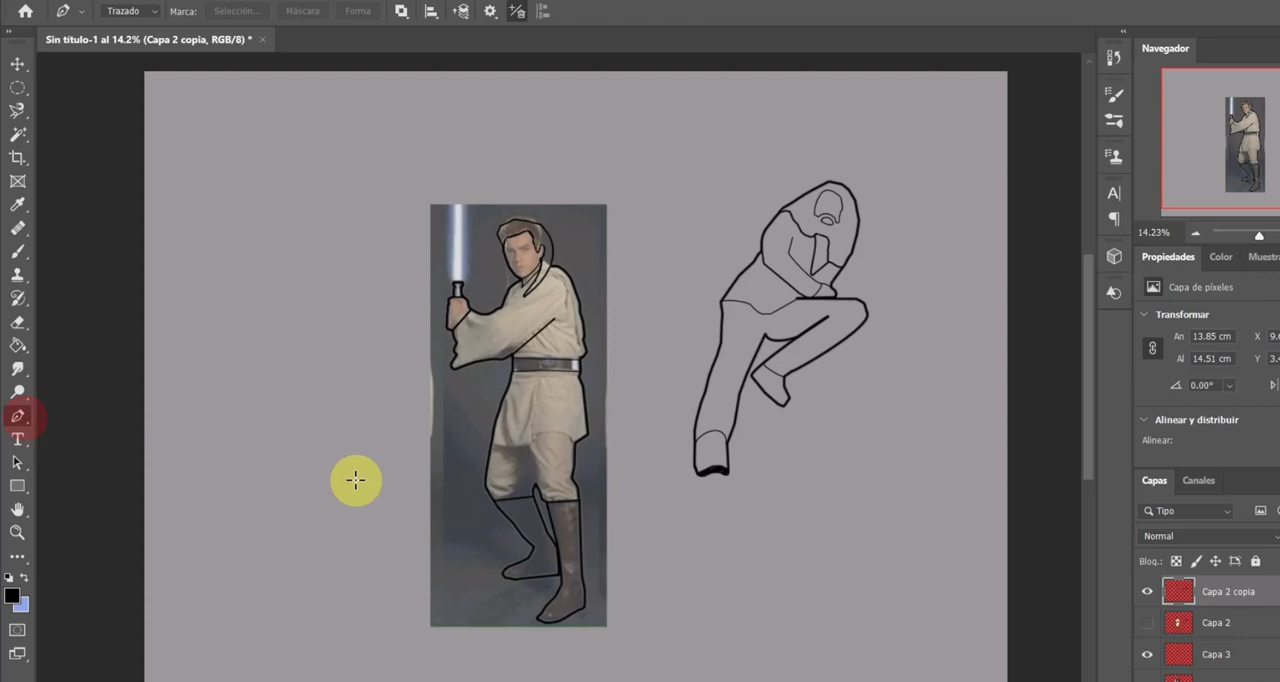 Trazado
Marca:
Selección...
Máscara
Forma
Sin título-1 al 14.2% (Capa 2 copia, RGB/8) *
Navegador
14.23%
Propiedades
Color
Capa de píxeles
Transformar
An
13.85 cm
X
Al
14.51 cm
Y
0.00°
Alinear y distribuir
Alinear:
Capas
Canales
Tipo
Normal
Bloq.:
Capa 2 copia
Capa 2
Capa 3